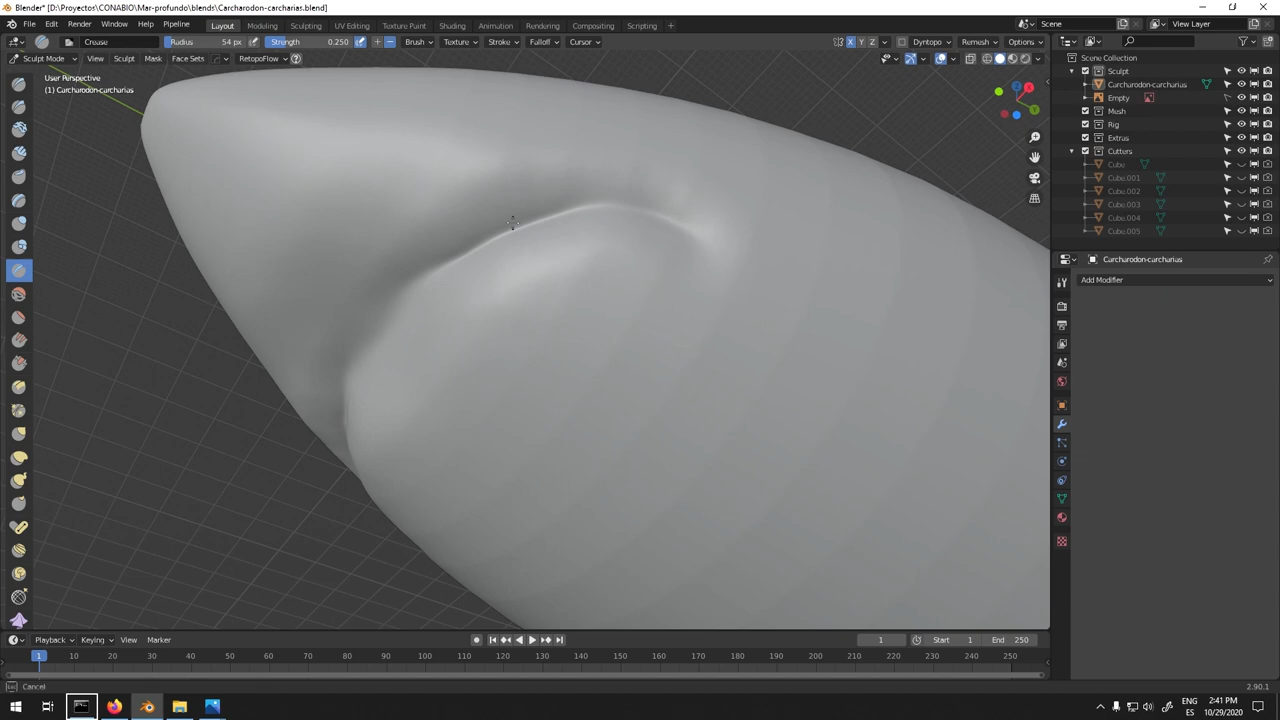 Blender* [D:\Proyectos\CONABIO\Mar-profundo\blends\Carcharodon-carcharias.blend]
File Edit Render Window Help Pipeline Layout Modeling Sculpting UV Editing Texture Paint Shading Animation Rendering Compositing Scripting + Scene View Layer
Crease Radius 54 px Strength 0.250 Brush Texture Stroke Falloff Cursor X Y Z Dyntopo Remesh Options
Sculpt Mode View Sculpt Mask Face Sets RetopoFlow
User Perspective
(1) Carcharodon-carcharias
Scene Collection
Sculpt
Carcharodon-carcharias
Empty
Mesh
Rig
Extras
Cutters
Cube
Cube.001
Cube.002
Cube.003
Cube.004
Cube.005
Carcharodon-carcharias
Add Modifier
Playback Keying View Marker 1 Start 1 End 250
1 10 20 30 40 50 60 70 80 90 100 110 120 130 140 150 160 170 180 190 200 210 220 230 240 250
Cancel 2.90.1
ENG 2:41 PM
ES 10/29/2020